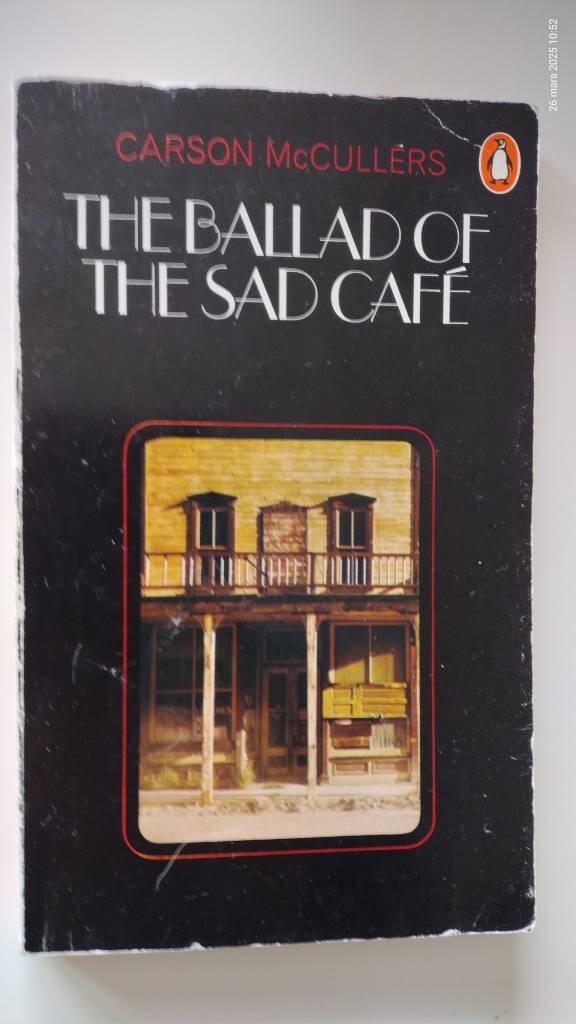 26 mars 2025 10:52
CARSON McCULLERS
THE BALLAD OF
THE SAD CAFÉ